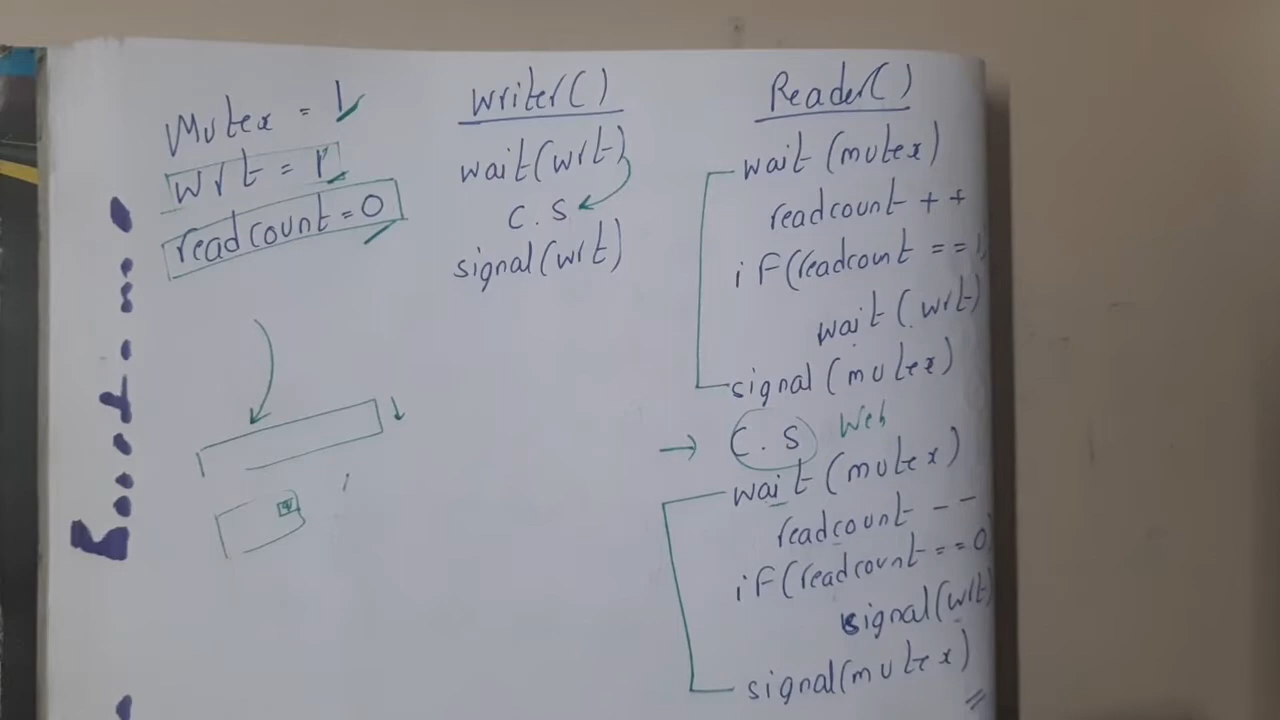 Mutex = 1
wrt = 1
readcount = 0
writer()
wait(wrt)
C.S
signal(wrt)
Reader()
wait (mutex)
readcount ++
iF(readcount ==1
wait (wrt)
signal (mutex)
C.S
wait (mutex)
readcount --
iF(readcount ==0)
signal(wrt)
signal(mutex)